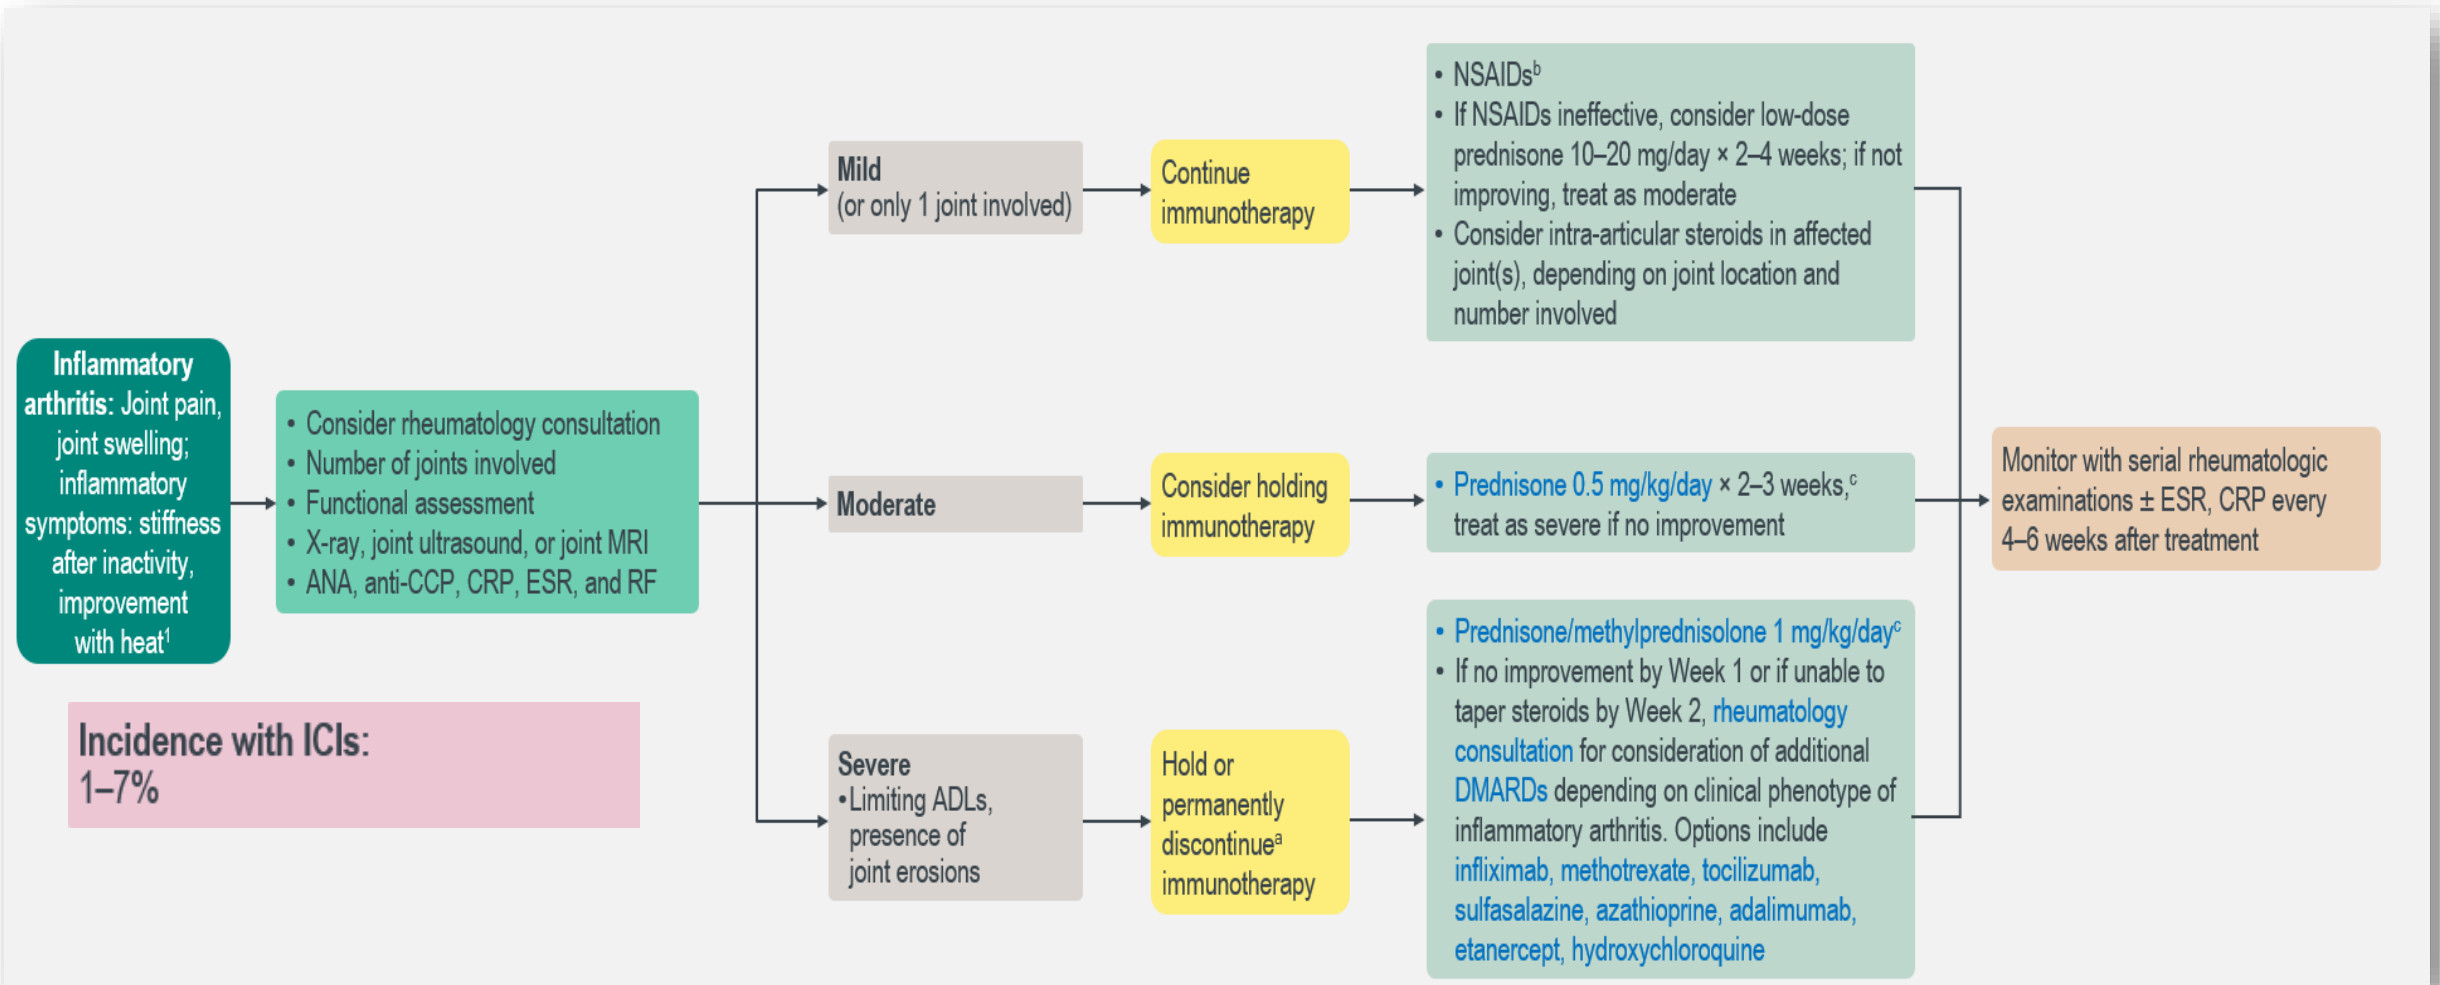 Inflammatory
arthritis: Joint pain,
joint swelling;
inflammatory
symptoms: stiffness
after inactivity,
improvement
with heat¹
Incidence with ICIs:
1–7%
• Consider rheumatology consultation
• Number of joints involved
• Functional assessment
• X-ray, joint ultrasound, or joint MRI
• ANA, anti-CCP, CRP, ESR, and RF
Mild
(or only 1 joint involved)
Continue
immunotherapy
• NSAIDsᵇ
• If NSAIDs ineffective, consider low-dose
prednisone 10–20 mg/day × 2–4 weeks; if not
improving, treat as moderate
• Consider intra-articular steroids in affected
joint(s), depending on joint location and
number involved
Moderate
Consider holding
immunotherapy
• Prednisone 0.5 mg/kg/day × 2–3 weeks,ᶜ
treat as severe if no improvement
Severe
•Limiting ADLs,
presence of
joint erosions
Hold or
permanently
discontinueᵃ
immunotherapy
• Prednisone/methylprednisolone 1 mg/kg/dayᶜ
• If no improvement by Week 1 or if unable to
taper steroids by Week 2, rheumatology
consultation for consideration of additional
DMARDs depending on clinical phenotype of
inflammatory arthritis. Options include
infliximab, methotrexate, tocilizumab,
sulfasalazine, azathioprine, adalimumab,
etanercept, hydroxychloroquine
Monitor with serial rheumatologic
examinations ± ESR, CRP every
4–6 weeks after treatment